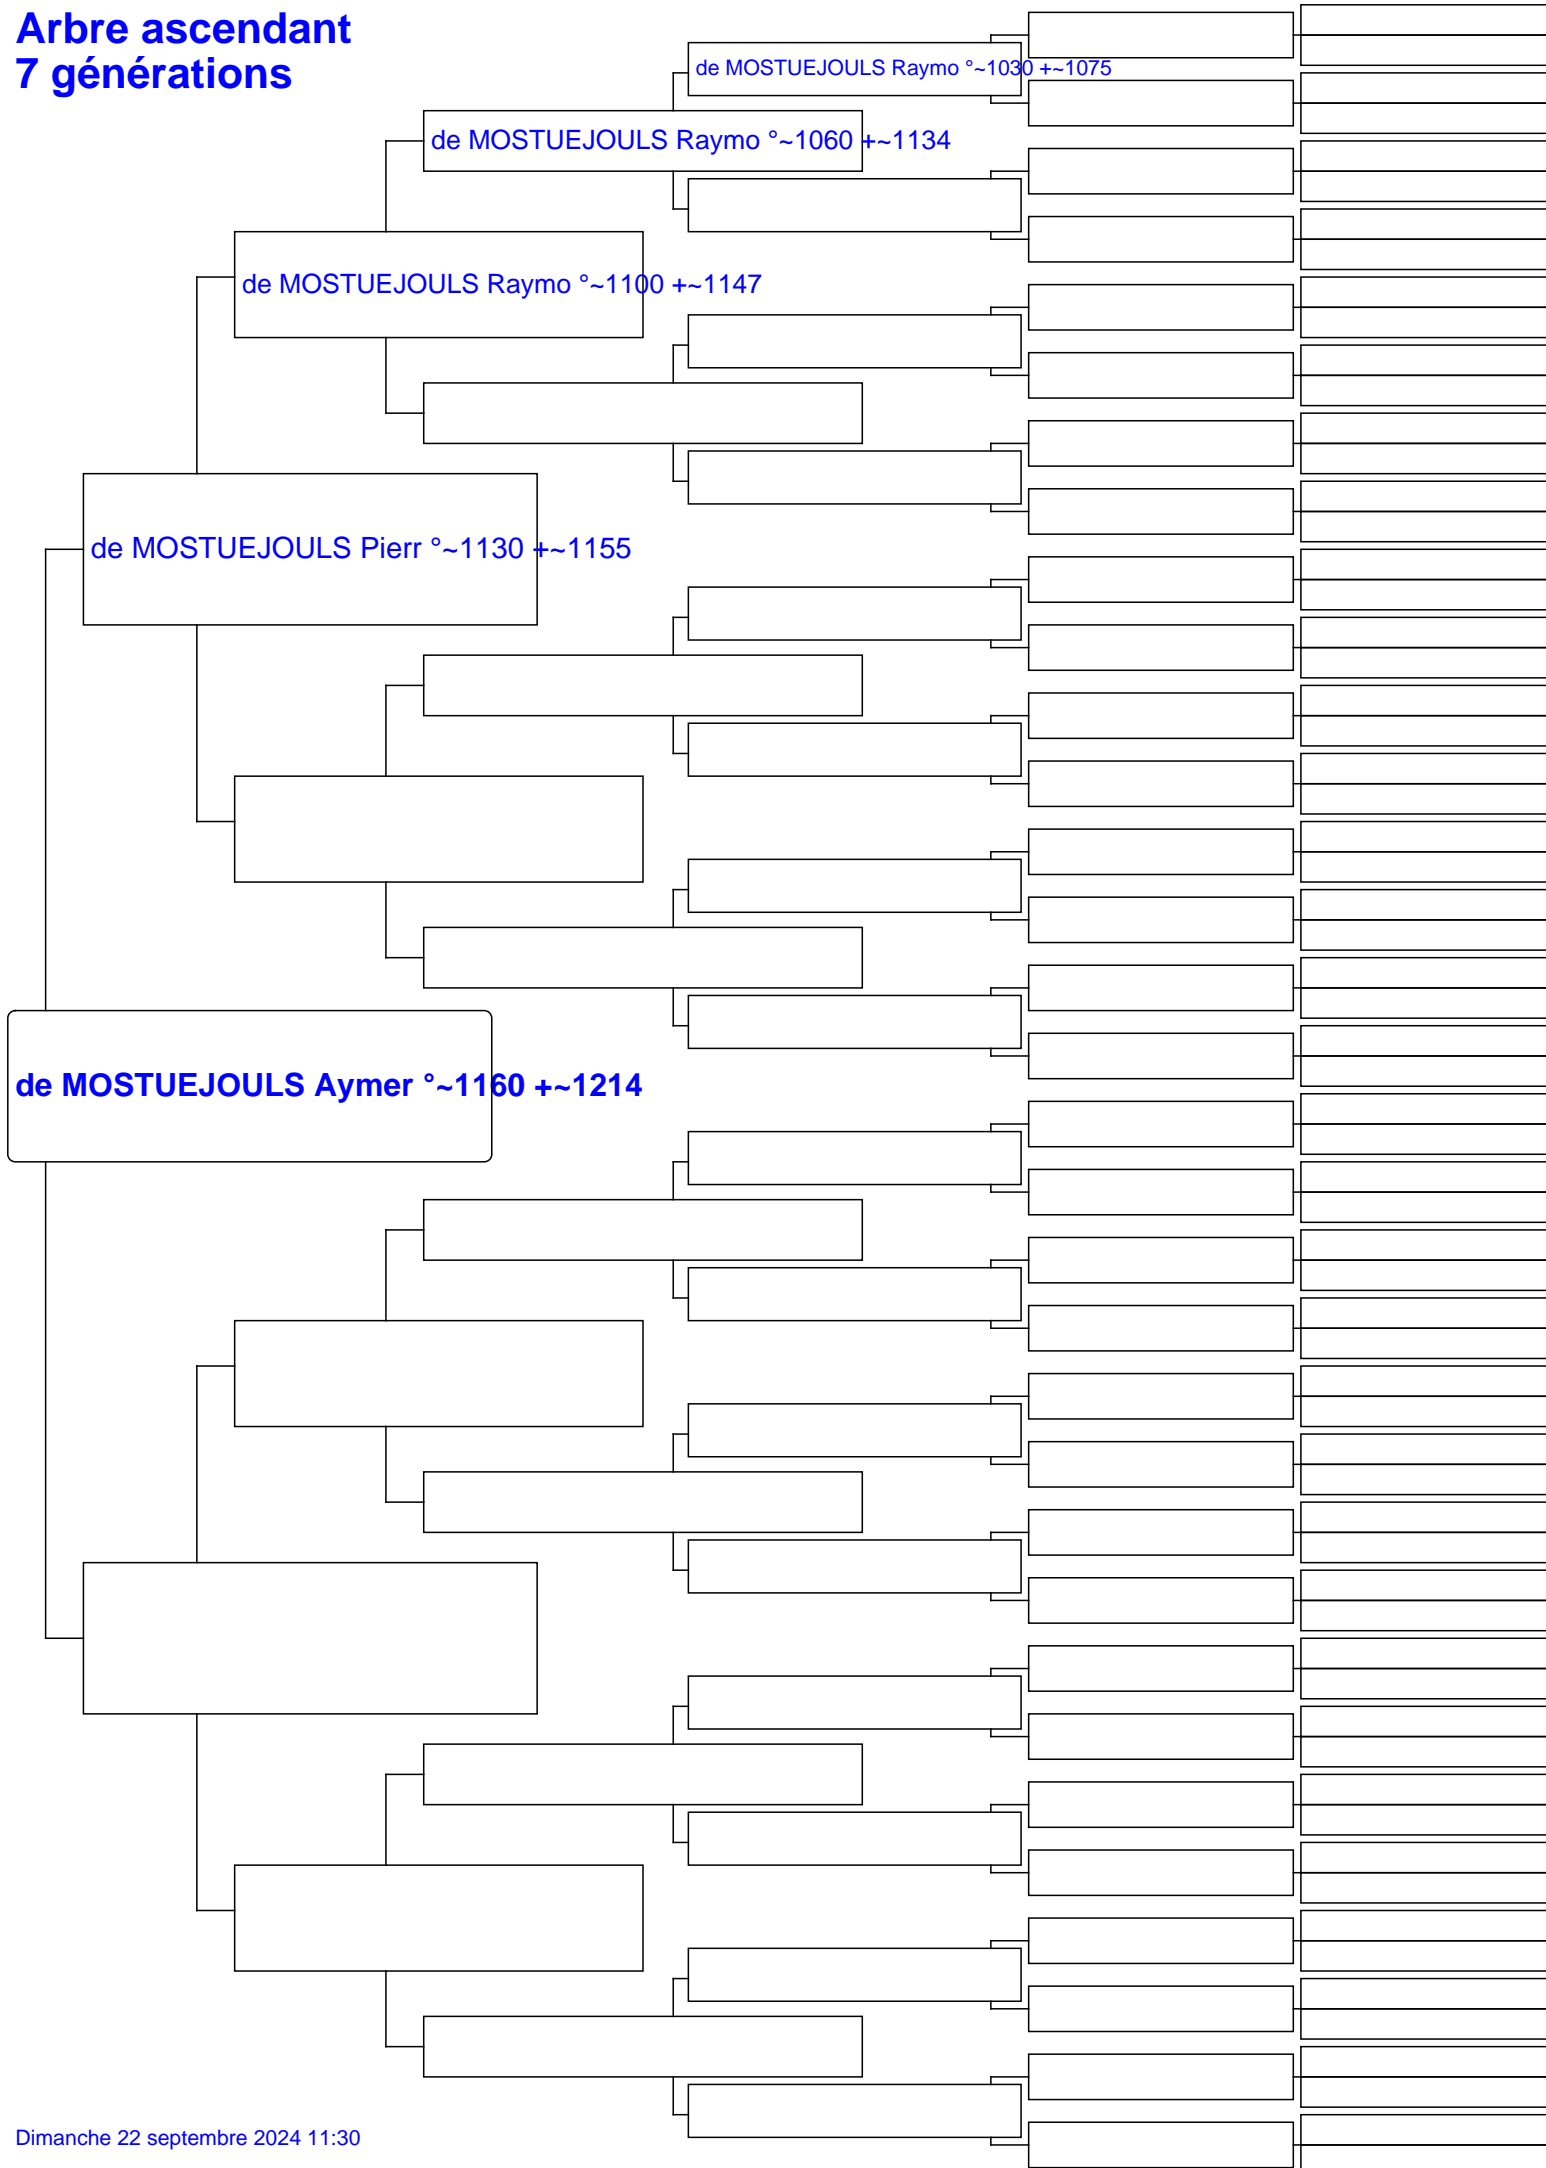 Arbre ascendant
7 générations
de MOSTUEJOULS Raymo °~1030 +~1075
de MOSTUEJOULS Raymo °~1060 +~1134
de MOSTUEJOULS Raymo °~1100 +~1147
de MOSTUEJOULS Pierr °~1130 +~1155
de MOSTUEJOULS Aymer °~1160 +~1214
Dimanche 22 septembre 2024 11:30